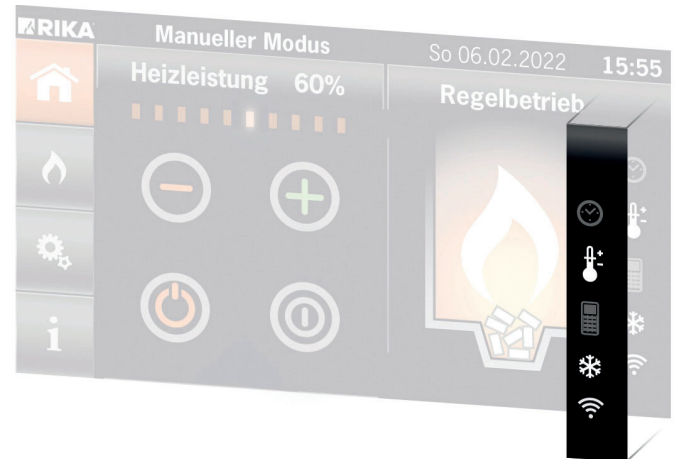 RIKA
Manueller Modus
So 06.02.2022
15:55
Heizleistung 60%
Regelbetrieb
i